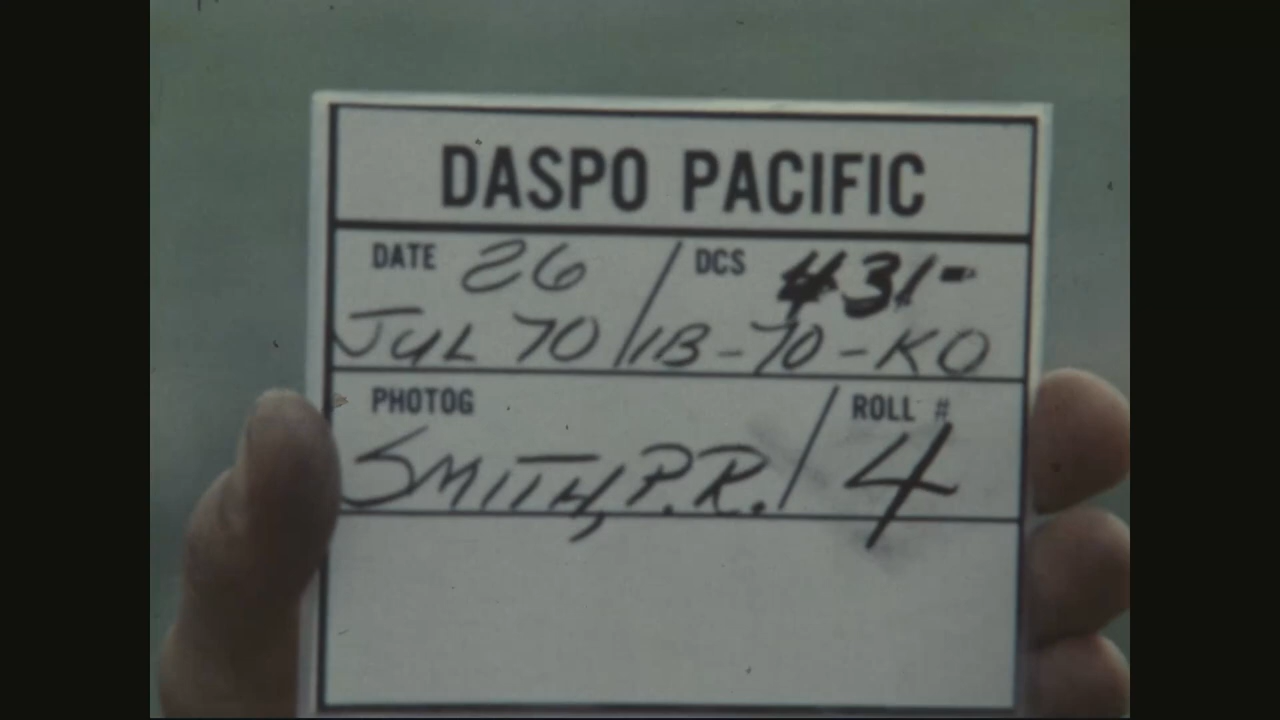 DASPO PACIFIC
DATE 26 / DCS #31-
JUL 70 / 1B-70-KO
PHOTOG ROLL #
SMITH, P.R. / 4